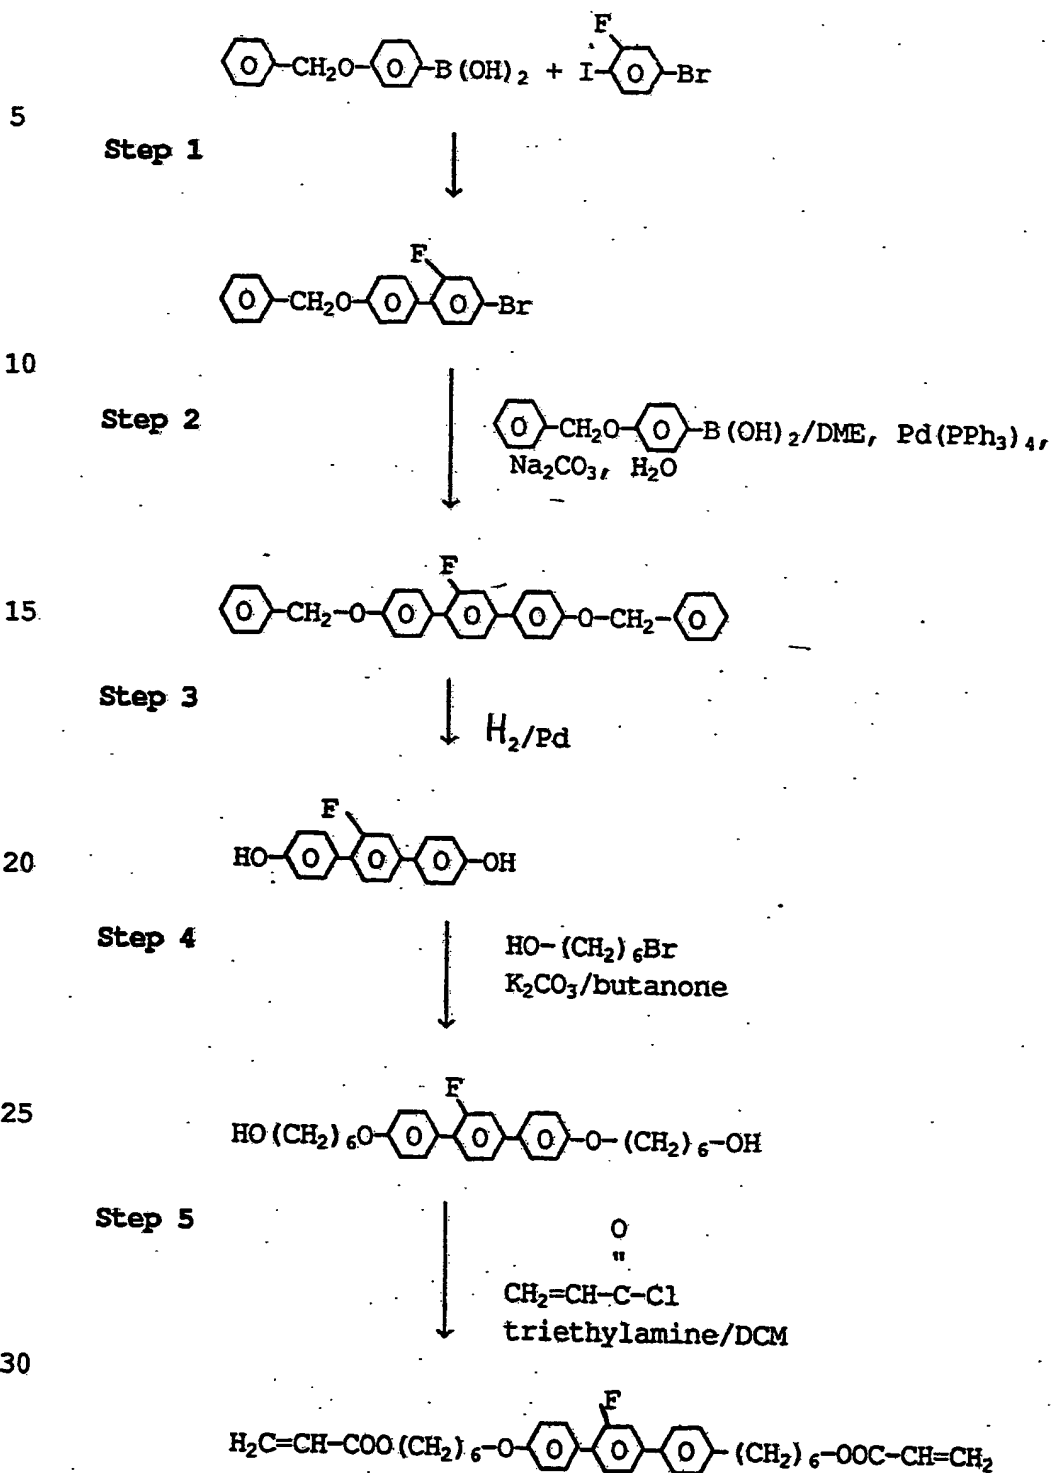 F
O-CH₂O-O-B(OH)₂ + I-O-Br
5
Step 1
F
O-CH₂O-O-O-Br
10
Step 2
O-CH₂O-O-B(OH)₂/DME, Pd(PPh₃)₄,
Na₂CO₃, H₂O
F
15
O-CH₂-O-O-O-O-O-CH₂-O
Step 3
H₂/Pd
F
20
HO-O-O-O-OH
Step 4
HO-(CH₂)₆Br
K₂CO₃/butanone
F
25
HO(CH₂)₆O-O-O-O-O-(CH₂)₆-OH
Step 5
O
"
CH₂=CH-C-Cl
triethylamine/DCM
30
F
H₂C=CH-COO(CH₂)₆-O-O-O-O-(CH₂)₆-OOC-CH=CH₂